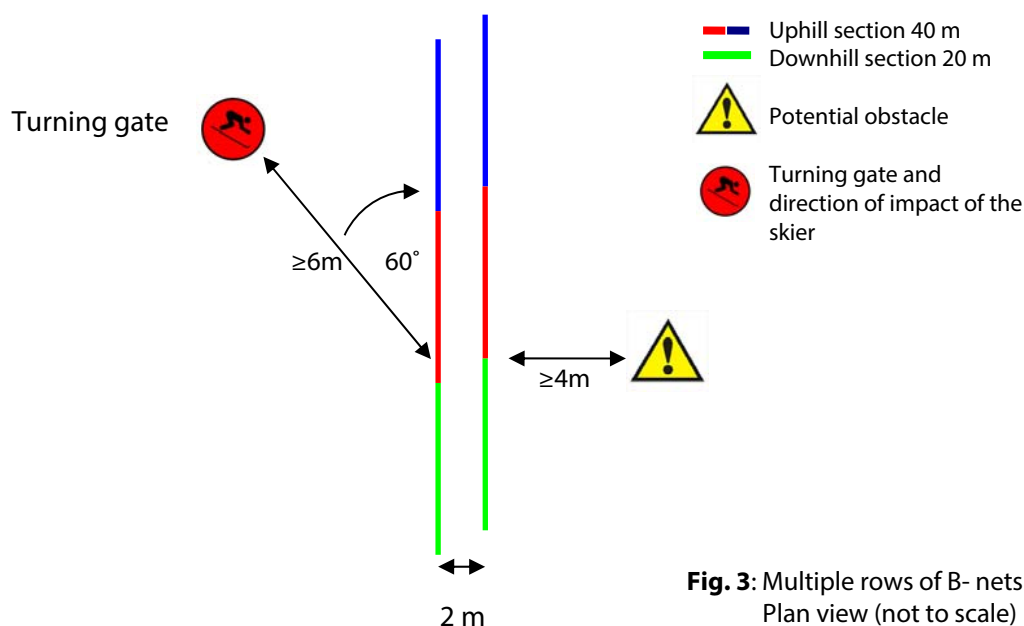 Uphill section 40 m
Downhill section 20 m
Turning gate
Potential obstacle
Turning gate and
direction of impact of the
skier
≥6m
60˚
≥4m
2 m
Fig. 3: Multiple rows of B- nets
Plan view (not to scale)